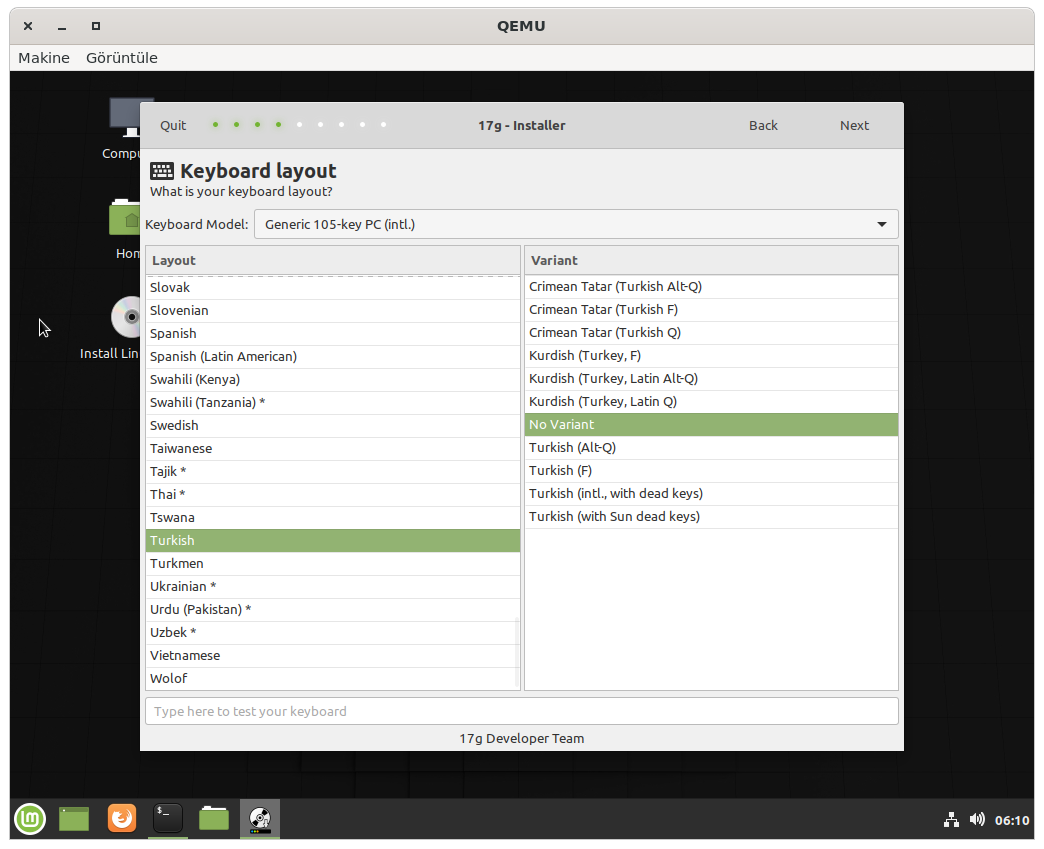 QEMU
Makine Görüntüle
Quit 17g - Installer Back Next
Keyboard layout
What is your keyboard layout?
Keyboard Model: Generic 105-key PC (intl.)
Layout
Slovak
Slovenian
Spanish
Spanish (Latin American)
Swahili (Kenya)
Swahili (Tanzania) *
Swedish
Taiwanese
Tajik *
Thai *
Tswana
Turkish
Turkmen
Ukrainian *
Urdu (Pakistan) *
Uzbek *
Vietnamese
Wolof
Variant
Crimean Tatar (Turkish Alt-Q)
Crimean Tatar (Turkish F)
Crimean Tatar (Turkish Q)
Kurdish (Turkey, F)
Kurdish (Turkey, Latin Alt-Q)
Kurdish (Turkey, Latin Q)
No Variant
Turkish (Alt-Q)
Turkish (F)
Turkish (intl., with dead keys)
Turkish (with Sun dead keys)
Type here to test your keyboard
17g Developer Team
Compu
Hom
Install Lin
$_
06:10